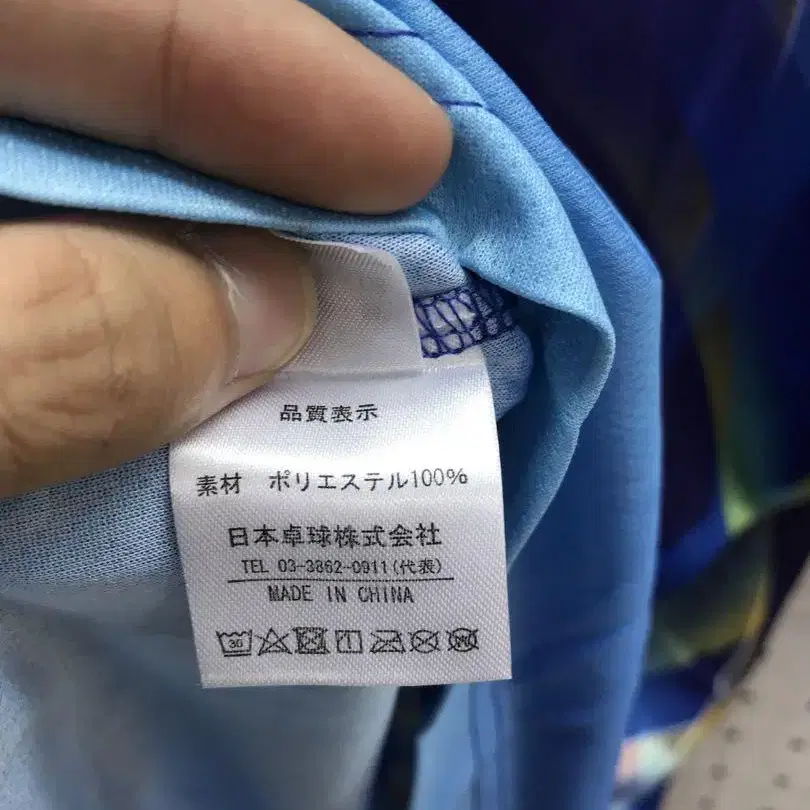 品質表示
素材 ポリエステル100%
日本卓球株式会社
TEL 03-3862-0911(代表)
MADE IN CHINA
30